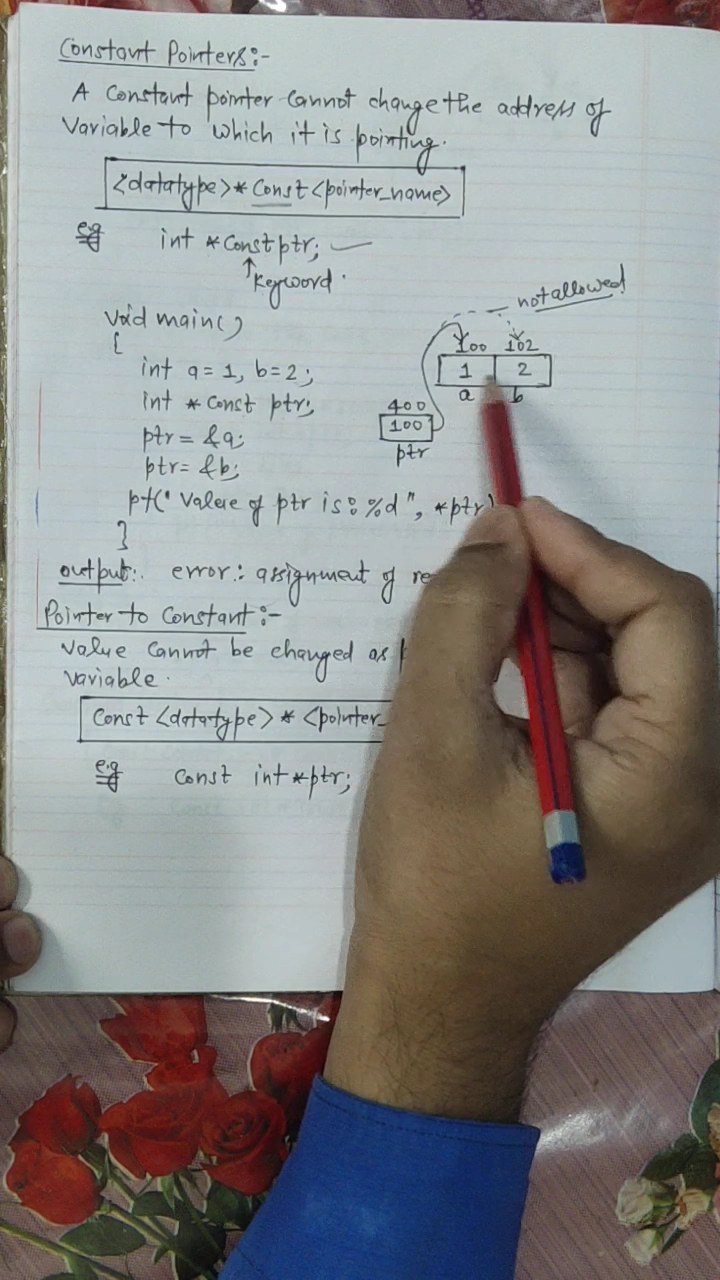 Constant Pointers:-
A constant pointer cannot change the address of
variable to which it is pointing.
<datatype>* const <pointer_name>
eg int *const ptr;
↑
keyword.
not allowed
void main()
{
100 102
int a=1, b=2;
1 2
a b
int * const ptr;
400
100
ptr
ptr = &a;
ptr= &b;
pf(" Value of ptr is: %d", *ptr)
}
output:. error: assignment of
Pointer to Constant:-
Value cannot be changed as
variable.
Const <datatype> * <pointer_
e.g const int *ptr;